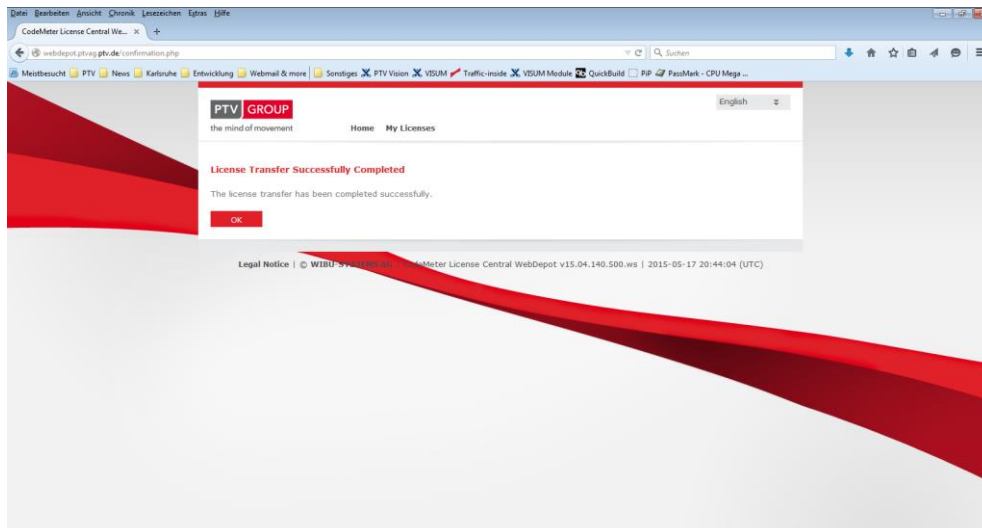 Datei Bearbeiten Ansicht Chronik Lesezeichen Extras Hilfe
CodeMeter License Central We... × +
webdepot.ptvag.ptv.de/confirmation.php Suchen
Meistbesucht PTV News Karlsruhe Entwicklung Webmail & more Sonstiges PTV Vision VISUM Traffic-inside VISUM Module QuickBuild PiP PassMark - CPU Mega ...
PTV GROUP
the mind of movement
Home My Licenses
English
License Transfer Successfully Completed
The license transfer has been completed successfully.
OK
Legal Notice | © WIBU-SYSTEMS AG | CodeMeter License Central WebDepot v15.04.140.500.ws | 2015-05-17 20:44:04 (UTC)